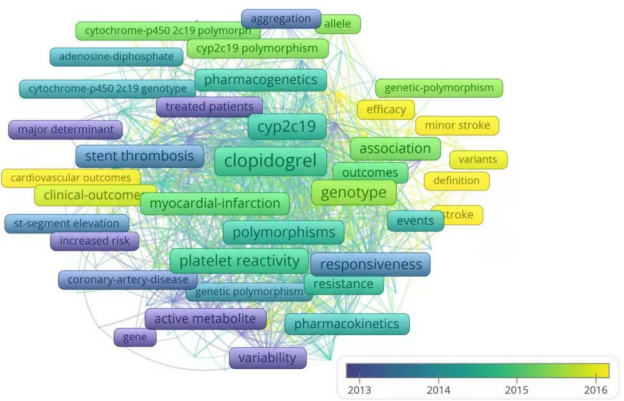 aggregation
allele
cytochrome-p450 2c19 polymorph
cyp2c19 polymorphism
adenosine-diphosphate
pharmacogenetics
cytochrome-p450 2c19 genotype
genetic-polymorphism
treated patients
efficacy
major determinant
cyp2c19
minor stroke
stent thrombosis
association
clopidogrel
variants
cardiovascular outcomes
outcomes
definition
clinical-outcomes
myocardial-infarction
genotype
st-segment elevation
events
stroke
increased risk
polymorphisms
platelet reactivity
responsiveness
coronary-artery-disease
genetic polymorphism
resistance
active metabolite
pharmacokinetics
gene
variability
2013 2014 2015 2016